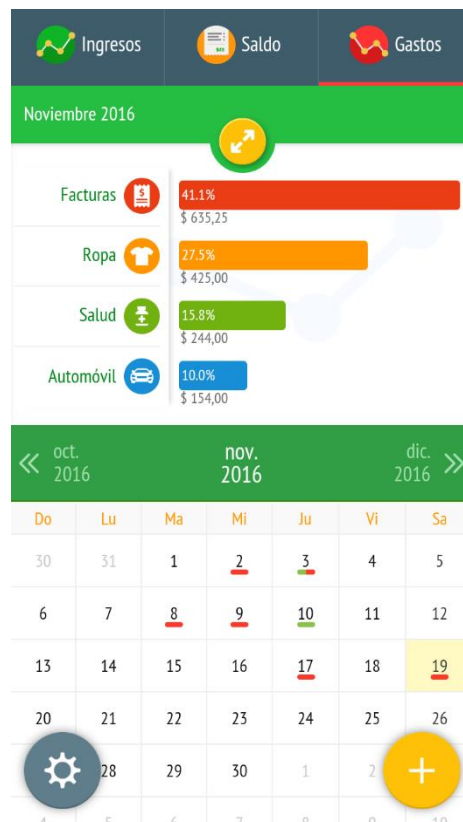 Ingresos Saldo Gastos
Noviembre 2016
Facturas 41.1%
$ 635,25
Ropa 27.5%
$ 425,00
Salud 15.8%
$ 244,00
Automóvil 10.0%
$ 154,00
oct. 2016 nov. 2016 dic. 2016
Do Lu Ma Mi Ju Vi Sa
30 31 1 2 3 4 5
6 7 8 9 10 11 12
13 14 15 16 17 18 19
20 21 22 23 24 25 26
28 29 30 1 2